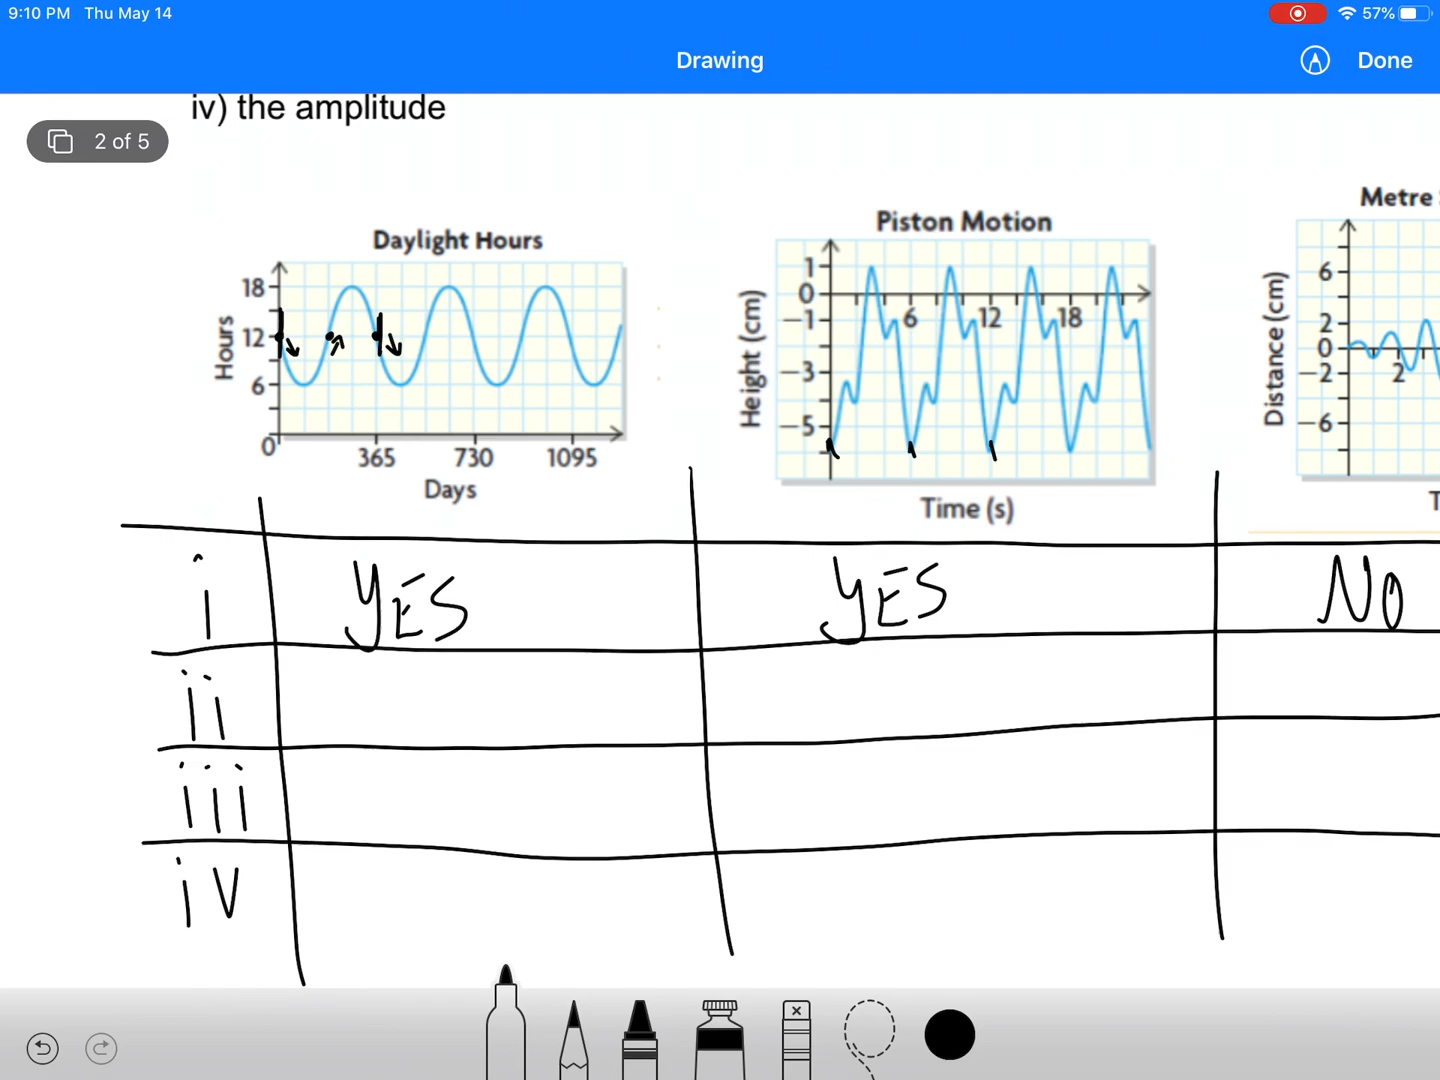 9:10 PM Thu May 14
57%
Drawing
Done
iv) the amplitude
2 of 5
Daylight Hours
Hours
18
12
6
0
365 730 1095
Days
Piston Motion
Height (cm)
1
0
−1
−3
−5
6 12 18
Time (s)
Metre
Distance (cm)
6
2
0
−2
−6
2
T
i YES YES NO
ii
iii
iv